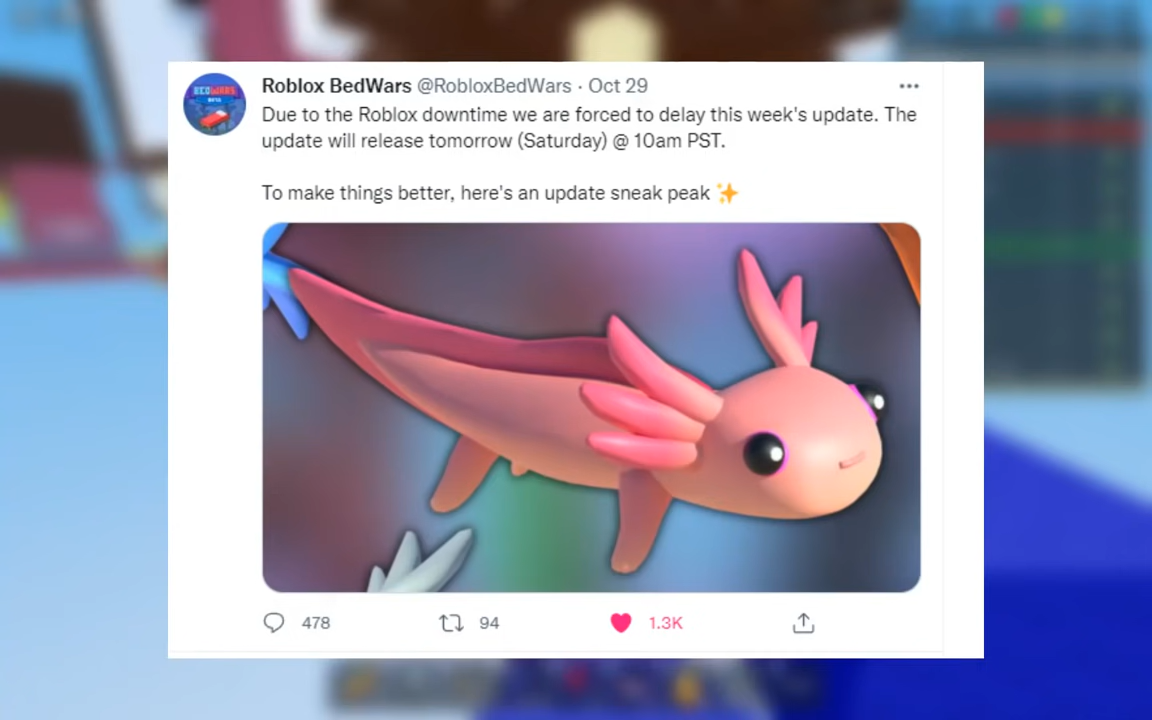 Roblox BedWars @RobloxBedWars · Oct 29
Due to the Roblox downtime we are forced to delay this week's update. The
update will release tomorrow (Saturday) @ 10am PST.
To make things better, here's an update sneak peak ✨
478 94 1.3K
BEDWARS